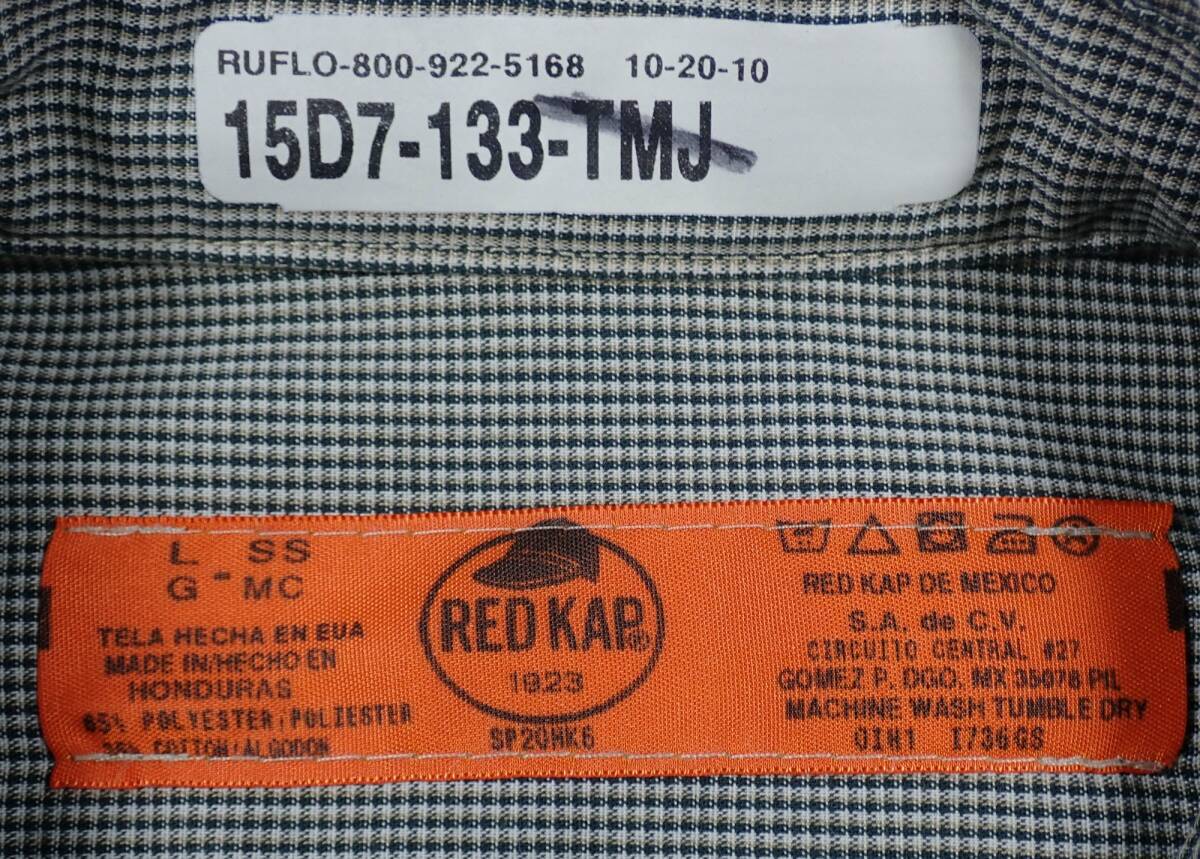 RUFLO-800-922-5168 10-20-10
15D7-133-TMJ
L - SS
G - MC
TELA HECHA EN EUA
MADE IN/HECHO EN
HONDURAS
65% POLYESTER/POLIESTER
35% COTTON/ALGODON
RED KAP®
1923
SP20HK6
RED KAP DE MEXICO
S.A. de C.V.
CIRCUITO CENTRAL #27
GOMEZ P. DGO. MX 35078 PIL
MACHINE WASH TUMBLE DRY
OIH1 I736GS